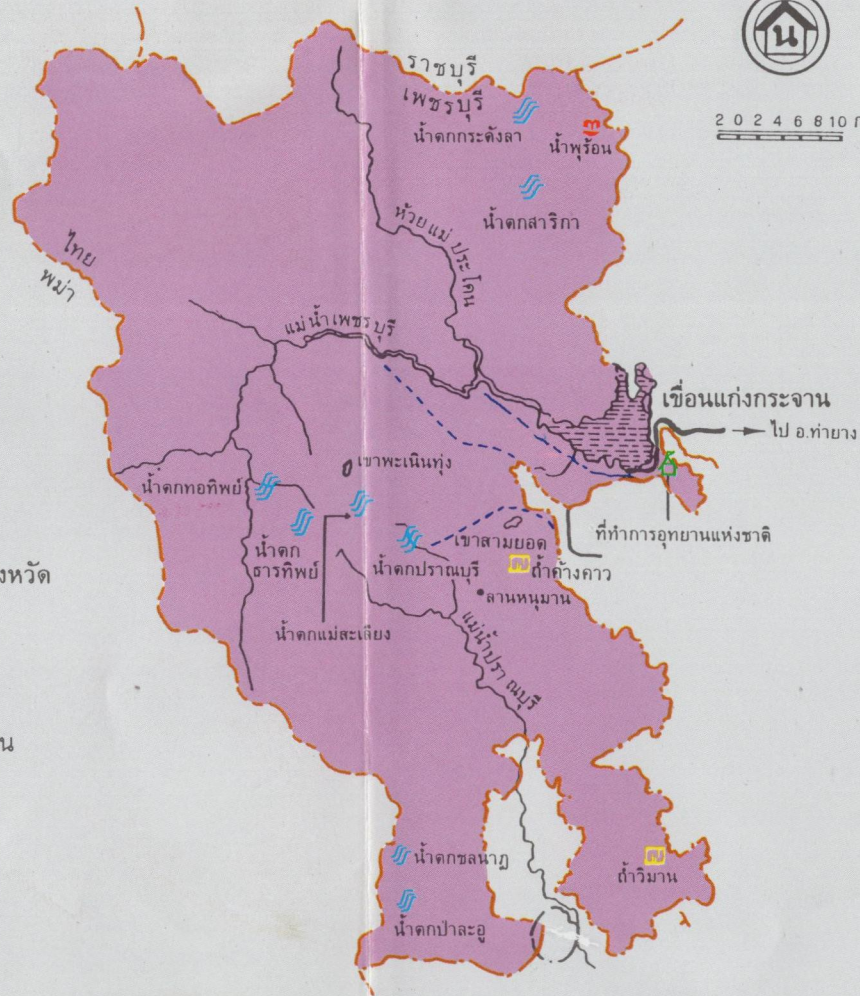 น
ราชบุรี
เพชรบุรี
2 0 2 4 6 8 10 ก
น้ำตกกระดังลา
น้ำพุร้อน
น้ำตกสาริกา
ห้วยแม่ประโดน
ไทย
พม่า
แม่น้ำเพชรบุรี
เขื่อนแก่งกระจาน
ไป อ.ท่ายาง
เขาพะเนินทุ่ง
น้ำตกทอทิพย์
น้ำตก
ธารทิพย์
น้ำตกปราณบุรี
เขาสามยอด
ที่ทำการอุทยานแห่งชาติ
ถ้ำค้างคาว
งหวัด
ลานหนุมาน
น้ำตกแม่สะเลียง
แม่น้ำปราณบุรี
น
น้ำตกชลนาฏ
ถ้ำวิมาน
น้ำตกป่าละอู